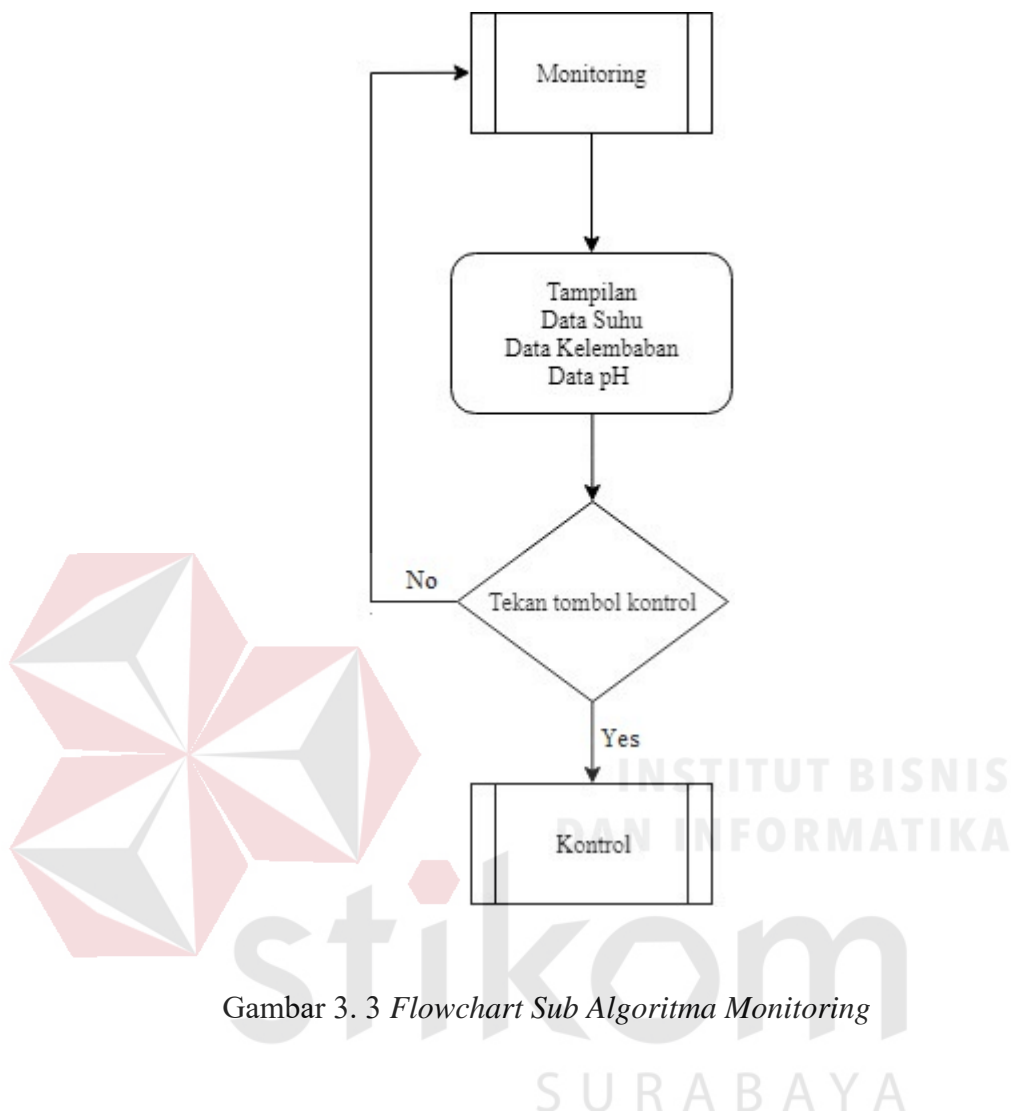 Monitoring
Tampilan
Data Suhu
Data Kelembaban
Data pH
No
Tekan tombol kontrol
Yes
INSTITUT BISNIS
DAN INFORMATIKA
Kontrol
stikom
Gambar 3. 3 Flowchart Sub Algoritma Monitoring
SURABAYA